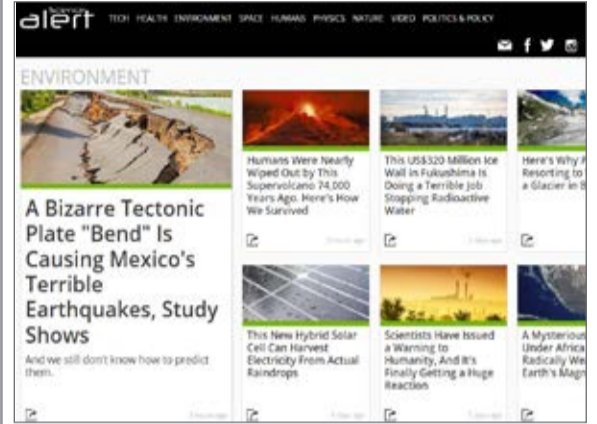 science
alert
TECH HEALTH ENVIRONMENT SPACE HUMANS PHYSICS NATURE VIDEO POLITICS & POLICY
ENVIRONMENT
A Bizarre Tectonic
Plate "Bend" Is
Causing Mexico's
Terrible
Earthquakes, Study
Shows
And we still don't know how to predict
them.
Humans Were Nearly
Wiped Out by This
Supervolcano 74,000
Years Ago. Here's How
We Survived
This US$320 Million Ice
Wall in Fukushima Is
Doing a Terrible Job
Stopping Radioactive
Water
Here's Why
Resorting to
a Glacier in
This New Hybrid Solar
Cell Can Harvest
Electricity From Actual
Raindrops
Scientists Have Issued
a Warning to
Humanity, And It's
Finally Getting a Huge
Reaction
A Mysterious
Under Africa
Radically We
Earth's Magn